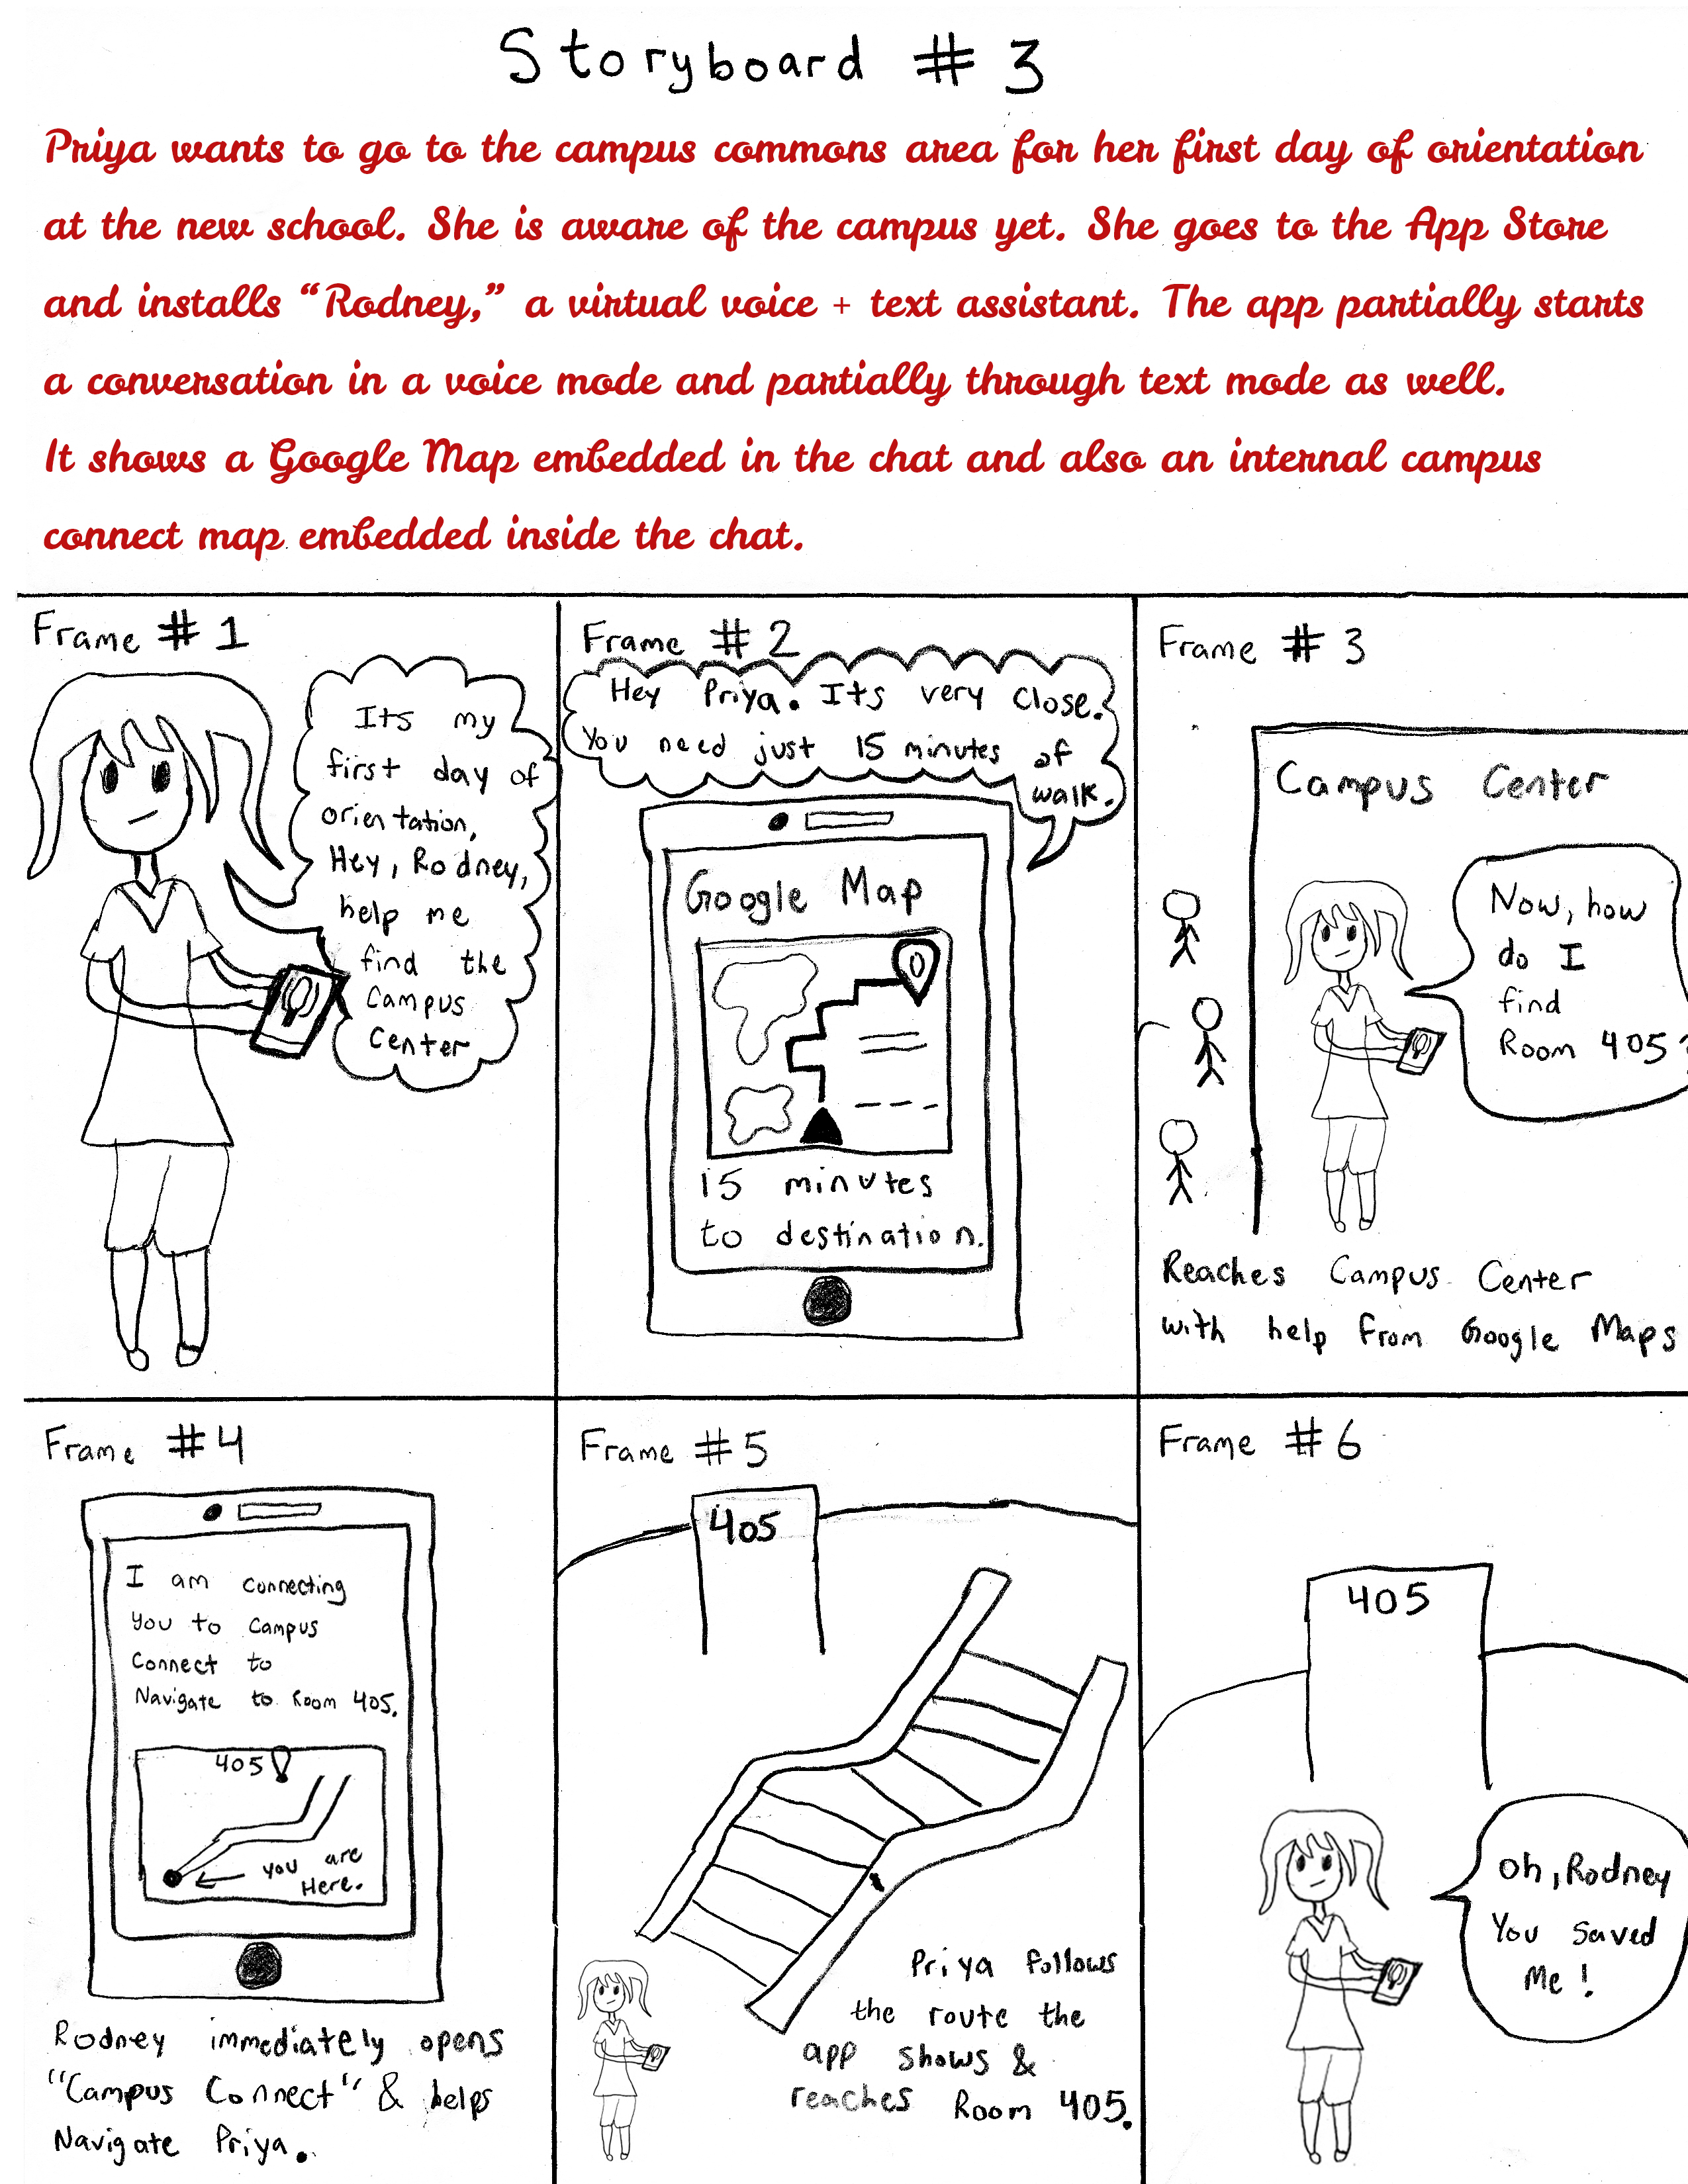 Storyboard # 3
Priya wants to go to the campus commons area for her first day of orientation
at the new school. She is aware of the campus yet. She goes to the App Store
and installs “Rodney,” a virtual voice + text assistant. The app partially starts
a conversation in a voice mode and partially through text mode as well.
It shows a Google Map embedded in the chat and also an internal campus
connect map embedded inside the chat.
Frame # 1
Its my
first day of
orientation,
Hey, Rodney,
help me
find the
Campus
Center
Frame # 2
Hey Priya. Its very close.
You need just 15 minutes of
walk.
Google Map
15 minutes
to destination.
Frame # 3
Campus Center
Now, how
do I
find
Room 405?
Reaches Campus Center
with help from Google Maps
Frame # 4
I am connecting
you to Campus
Connect to
Navigate to Room 405.
405
you are
Here.
Rodney immediately opens
"Campus Connect" & helps
Navigate Priya.
Frame # 5
405
Priya follows
the route the
app shows &
reaches Room 405.
Frame # 6
405
Oh, Rodney
You saved
Me!